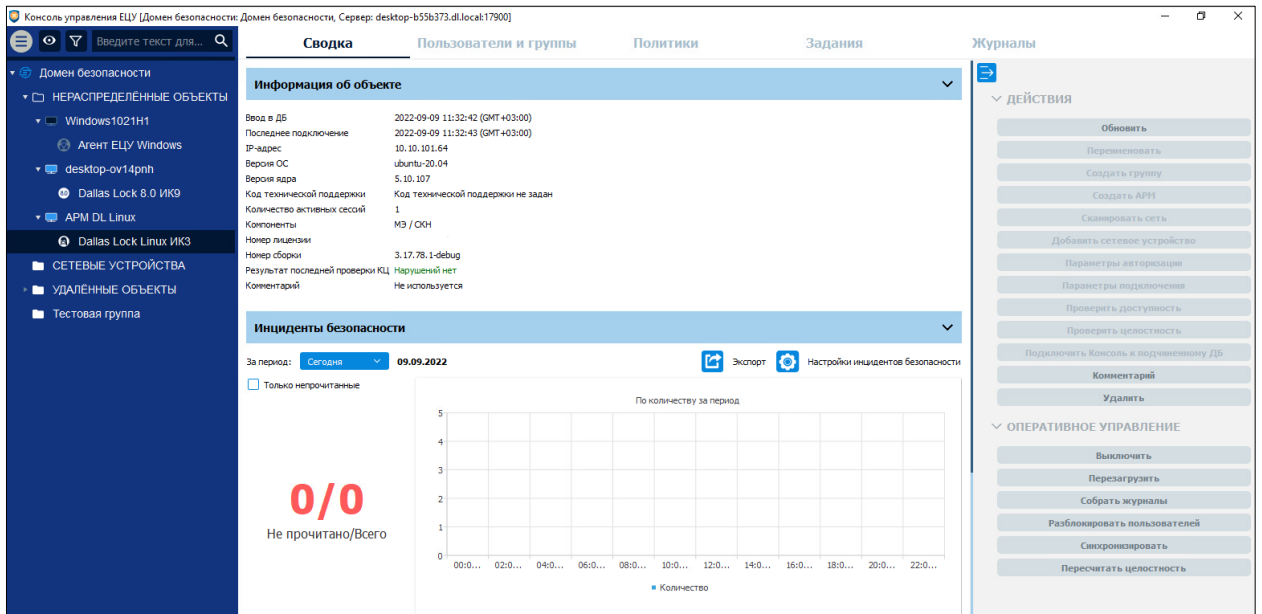 Консоль управления ЕЦУ [Домен безопасности: Домен безопасности, Сервер: desktop-b55b373.dl.local:17900]
Введите текст для...
Домен безопасности
НЕРАСПРЕДЕЛЁННЫЕ ОБЪЕКТЫ
Windows1021H1
Агент ЕЦУ Windows
desktop-ov14pnh
Dallas Lock 8.0 ИК9
АРМ DL Linux
Dallas Lock Linux ИК3
СЕТЕВЫЕ УСТРОЙСТВА
УДАЛЁННЫЕ ОБЪЕКТЫ
Тестовая группа
Сводка Пользователи и группы Политики Задания Журналы
Информация об объекте
Ввод в ДБ 2022-09-09 11:32:42 (GMT+03:00)
Последнее подключение 2022-09-09 11:32:43 (GMT+03:00)
IP-адрес 10.10.101.64
Версия ОС ubuntu-20.04
Версия ядра 5.10.107
Код технической поддержки Код технической поддержки не задан
Количество активных сессий 1
Компоненты МЭ / СКН
Номер лицензии
Номер сборки 3.17.78.1-debug
Результат последней проверки КЦ Нарушений нет
Комментарий Не используется
Инциденты безопасности
За период: Сегодня 09.09.2022 Экспорт Настройки инцидентов безопасности
Только непрочитанные
0/0
Не прочитано/Всего
По количеству за период
5
4
3
2
1
0
00:0... 02:0... 04:0... 06:0... 08:0... 10:0... 12:0... 14:0... 16:0... 18:0... 20:0... 22:0...
Количество
ДЕЙСТВИЯ
Обновить
Переименовать
Создать группу
Создать АРМ
Сканировать сеть
Добавить сетевое устройство
Параметры авторизации
Параметры подключения
Проверить доступность
Проверить целостность
Подключить Консоль к подчиненному ДБ
Комментарий
Удалить
ОПЕРАТИВНОЕ УПРАВЛЕНИЕ
Выключить
Перезагрузить
Собрать журналы
Разблокировать пользователей
Синхронизировать
Пересчитать целостность